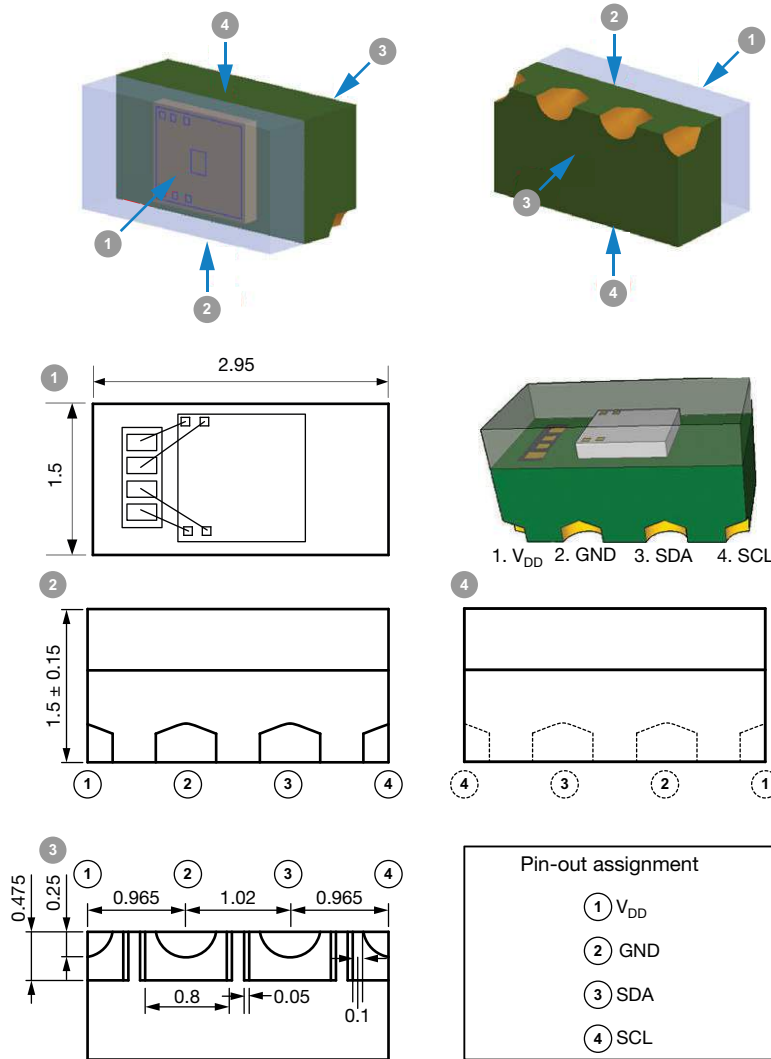 4
3
1
2
2
1
3
4
1
2.95
1.5
1. VDD 2. GND 3. SDA 4. SCL
2
1.5 ± 0.15
1 2 3 4
4
4 3 2 1
3
1 2 3 4
0.475
0.25
0.965 1.02 0.965
0.8
0.05
0.1
Pin-out assignment
1 VDD
2 GND
3 SDA
4 SCL